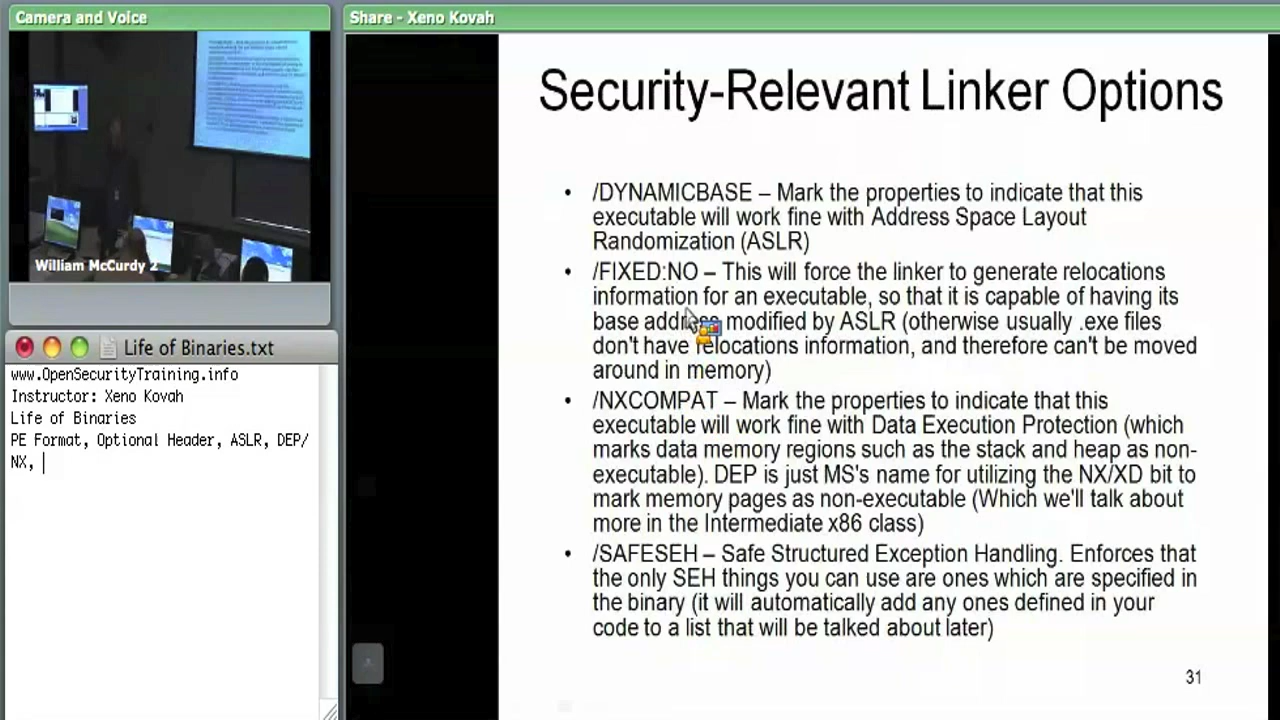 Camera and Voice
William McCurdy 2
Life of Binaries.txt
www.OpenSecurityTraining.info
Instructor: Xeno Kovah
Life of Binaries
PE Format, Optional Header, ASLR, DEP/
NX,
Share - Xeno Kovah
Security-Relevant Linker Options
• /DYNAMICBASE – Mark the properties to indicate that this
executable will work fine with Address Space Layout
Randomization (ASLR)
• /FIXED:NO – This will force the linker to generate relocations
information for an executable, so that it is capable of having its
base address modified by ASLR (otherwise usually .exe files
don't have relocations information, and therefore can't be moved
around in memory)
• /NXCOMPAT – Mark the properties to indicate that this
executable will work fine with Data Execution Protection (which
marks data memory regions such as the stack and heap as non-
executable). DEP is just MS's name for utilizing the NX/XD bit to
mark memory pages as non-executable (Which we'll talk about
more in the Intermediate x86 class)
• /SAFESEH – Safe Structured Exception Handling. Enforces that
the only SEH things you can use are ones which are specified in
the binary (it will automatically add any ones defined in your
code to a list that will be talked about later)
31